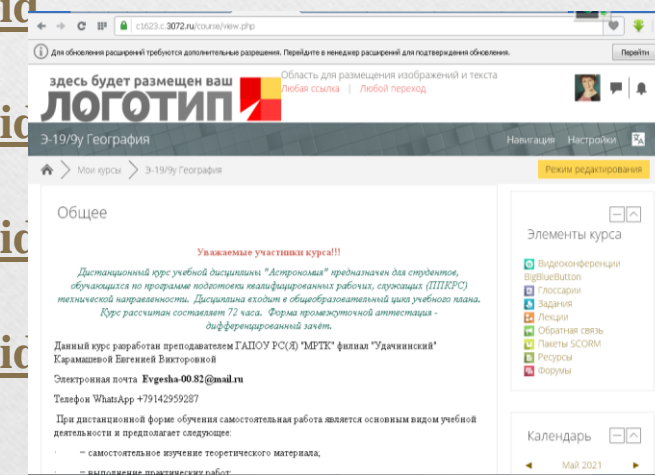 id
id
id
id
c1623.c.3072.ru/course/view.php
Для обновления расширений требуются дополнительные разрешения. Перейдите в менеджер расширений для подтверждения обновления.
Перейти
здесь будет размещен ваш
ЛОГОТИП
Область для размещения изображений и текста
Любая ссылка | Любой переход
Э-19/9у География
Навигация Настройки
Мои курсы Э-19/9у География
Режим редактирования
Общее
Уважаемые участники курса!!!
Дистанционный курс учебной дисциплины "Астрономия" предназначен для студентов,
обучающихся по программе подготовки квалифицированных рабочих, служащих (ППКРС)
технической направленности. Дисциплина входит в общеобразовательный цикл учебного плана.
Курс рассчитан составляет 72 часа. Форма промежуточной аттестация -
дифференцированный зачёт.
Данный курс разработан преподавателем ГАПОУ РС(Я) "МРТК" филиал "Удачнинский"
Карамашевой Евгенией Викторовной
Электронная почта Evgesha-00.82@mail.ru
Телефон WhatsApp +79142959287
При дистанционной форме обучения самостоятельная работа является основным видом учебной
деятельности и предполагает следующее:
− самостоятельное изучение теоретического материала;
− выполнение практических работ;
Элементы курса
Видеоконференции
BigBlueButton
Глоссарии
Задания
Лекции
Обратная связь
Пакеты SCORM
Ресурсы
Форумы
Календарь
Май 2021